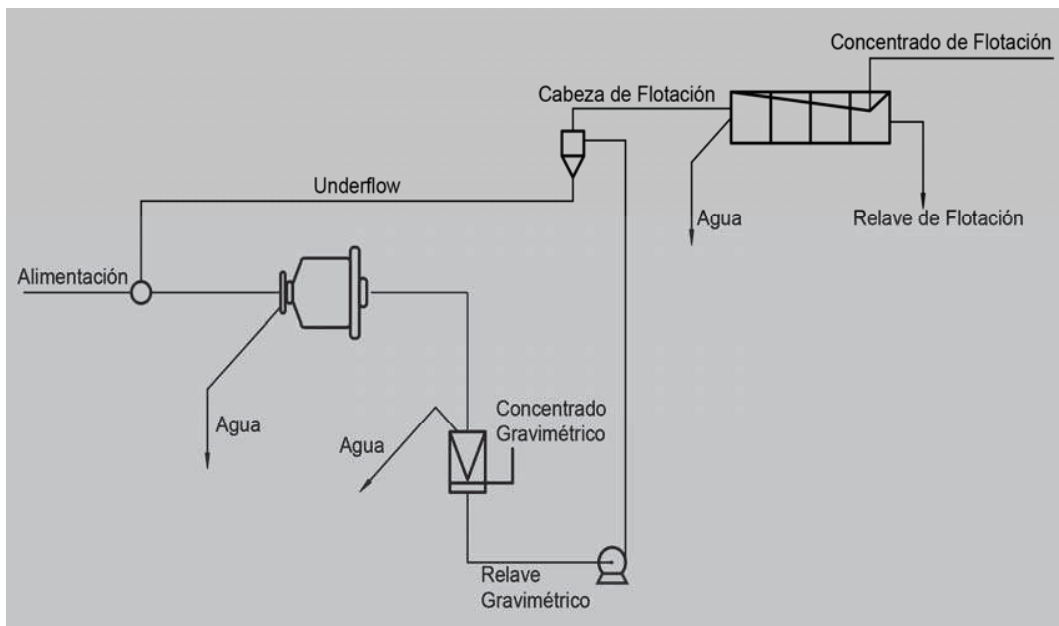 Concentrado de Flotación
Cabeza de Flotación
Underflow
Agua
Relave de Flotación
Alimentación
Agua
Concentrado
Gravimétrico
Agua
Relave
Gravimétrico